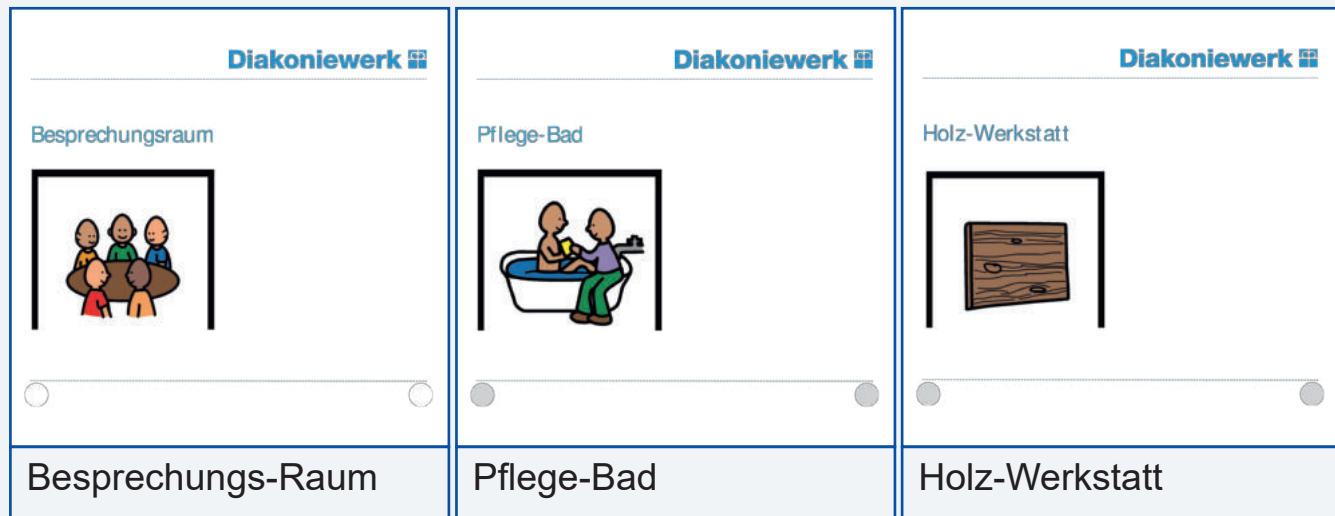 Diakoniewerk
Besprechungsraum
Besprechungs-Raum
Diakoniewerk
Pflege-Bad
Pflege-Bad
Diakoniewerk
Holz-Werkstatt
Holz-Werkstatt